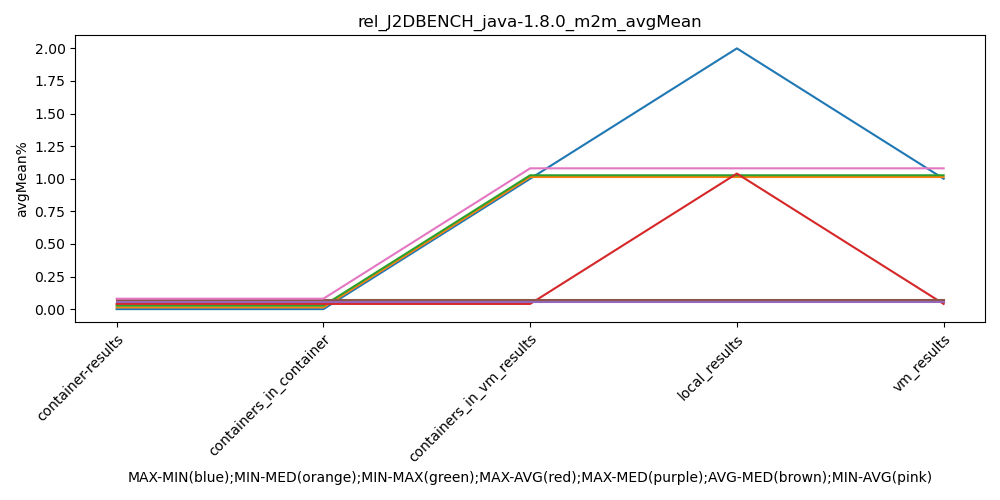 rel_J2DBENCH_java-1.8.0_m2m_avgMean
avgMean%
2.00
1.75
1.50
1.25
1.00
0.75
0.50
0.25
0.00
container-results
containers_in_container
containers_in_vm_results
local_results
vm_results
MAX-MIN(blue);MIN-MED(orange);MIN-MAX(green);MAX-AVG(red);MAX-MED(purple);AVG-MED(brown);MIN-AVG(pink)